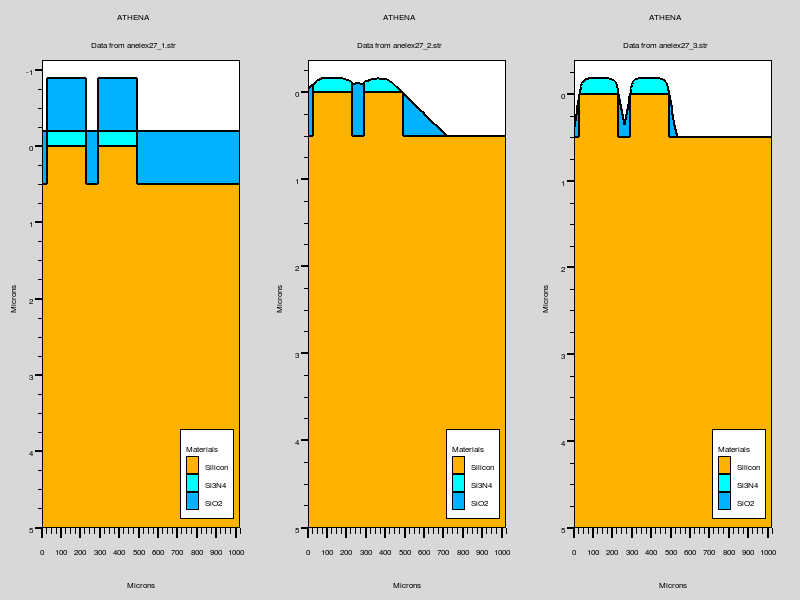 ATHENA
Data from anelex27_1.str
-1
0
1
2
3
4
5
Microns
Materials
Silicon
Si3N4
SiO2
0 100 200 300 400 500 600 700 800 900 1000
Microns
ATHENA
Data from anelex27_2.str
0
1
2
3
4
5
Microns
Materials
Silicon
Si3N4
SiO2
0 100 200 300 400 500 600 700 800 900 1000
Microns
ATHENA
Data from anelex27_3.str
0
1
2
3
4
5
Microns
Materials
Silicon
Si3N4
SiO2
0 100 200 300 400 500 600 700 800 900 1000
Microns